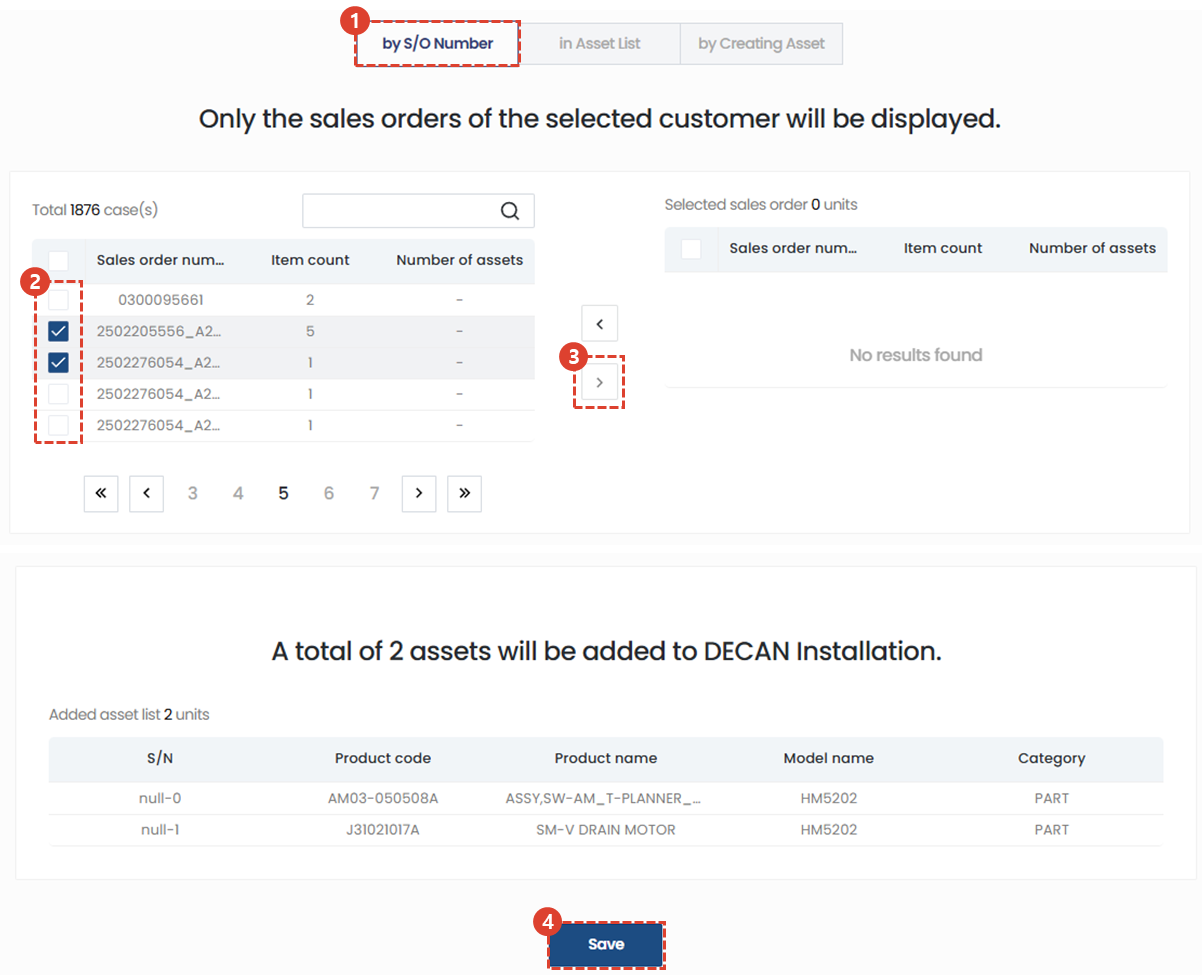 1
by S/O Number in Asset List by Creating Asset
Only the sales orders of the selected customer will be displayed.
Total 1876 case(s)
Selected sales order 0 units
Sales order num... Item count Number of assets
Sales order num... Item count Number of assets
2
0300095661 2 -
2502205556_A2... 5 -
2502276054_A2... 1 -
2502276054_A2... 1 -
2502276054_A2... 1 -
<
3
>
No results found
« < 3 4 5 6 7 > »
A total of 2 assets will be added to DECAN Installation.
Added asset list 2 units
S/N Product code Product name Model name Category
null-0 AM03-050508A ASSY,SW-AM_T-PLANNER_... HM5202 PART
null-1 J31021017A SM-V DRAIN MOTOR HM5202 PART
4
Save